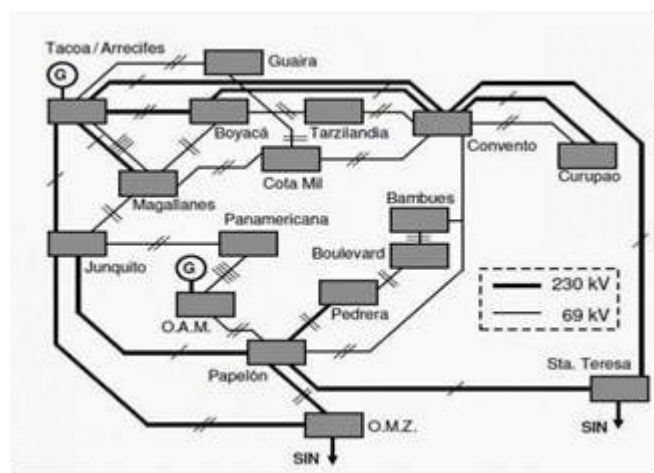 Tacoa/Arrecifes
Guaira
G
Boyacá
Tarzilandia
Convento
Curupao
Cota Mil
Magallanes
Bambues
Panamericana
Boulevard
Junquito
G
230 kV
69 kV
O.A.M.
Pedrera
Papelón
Sta. Teresa
O.M.Z.
SIN
SIN